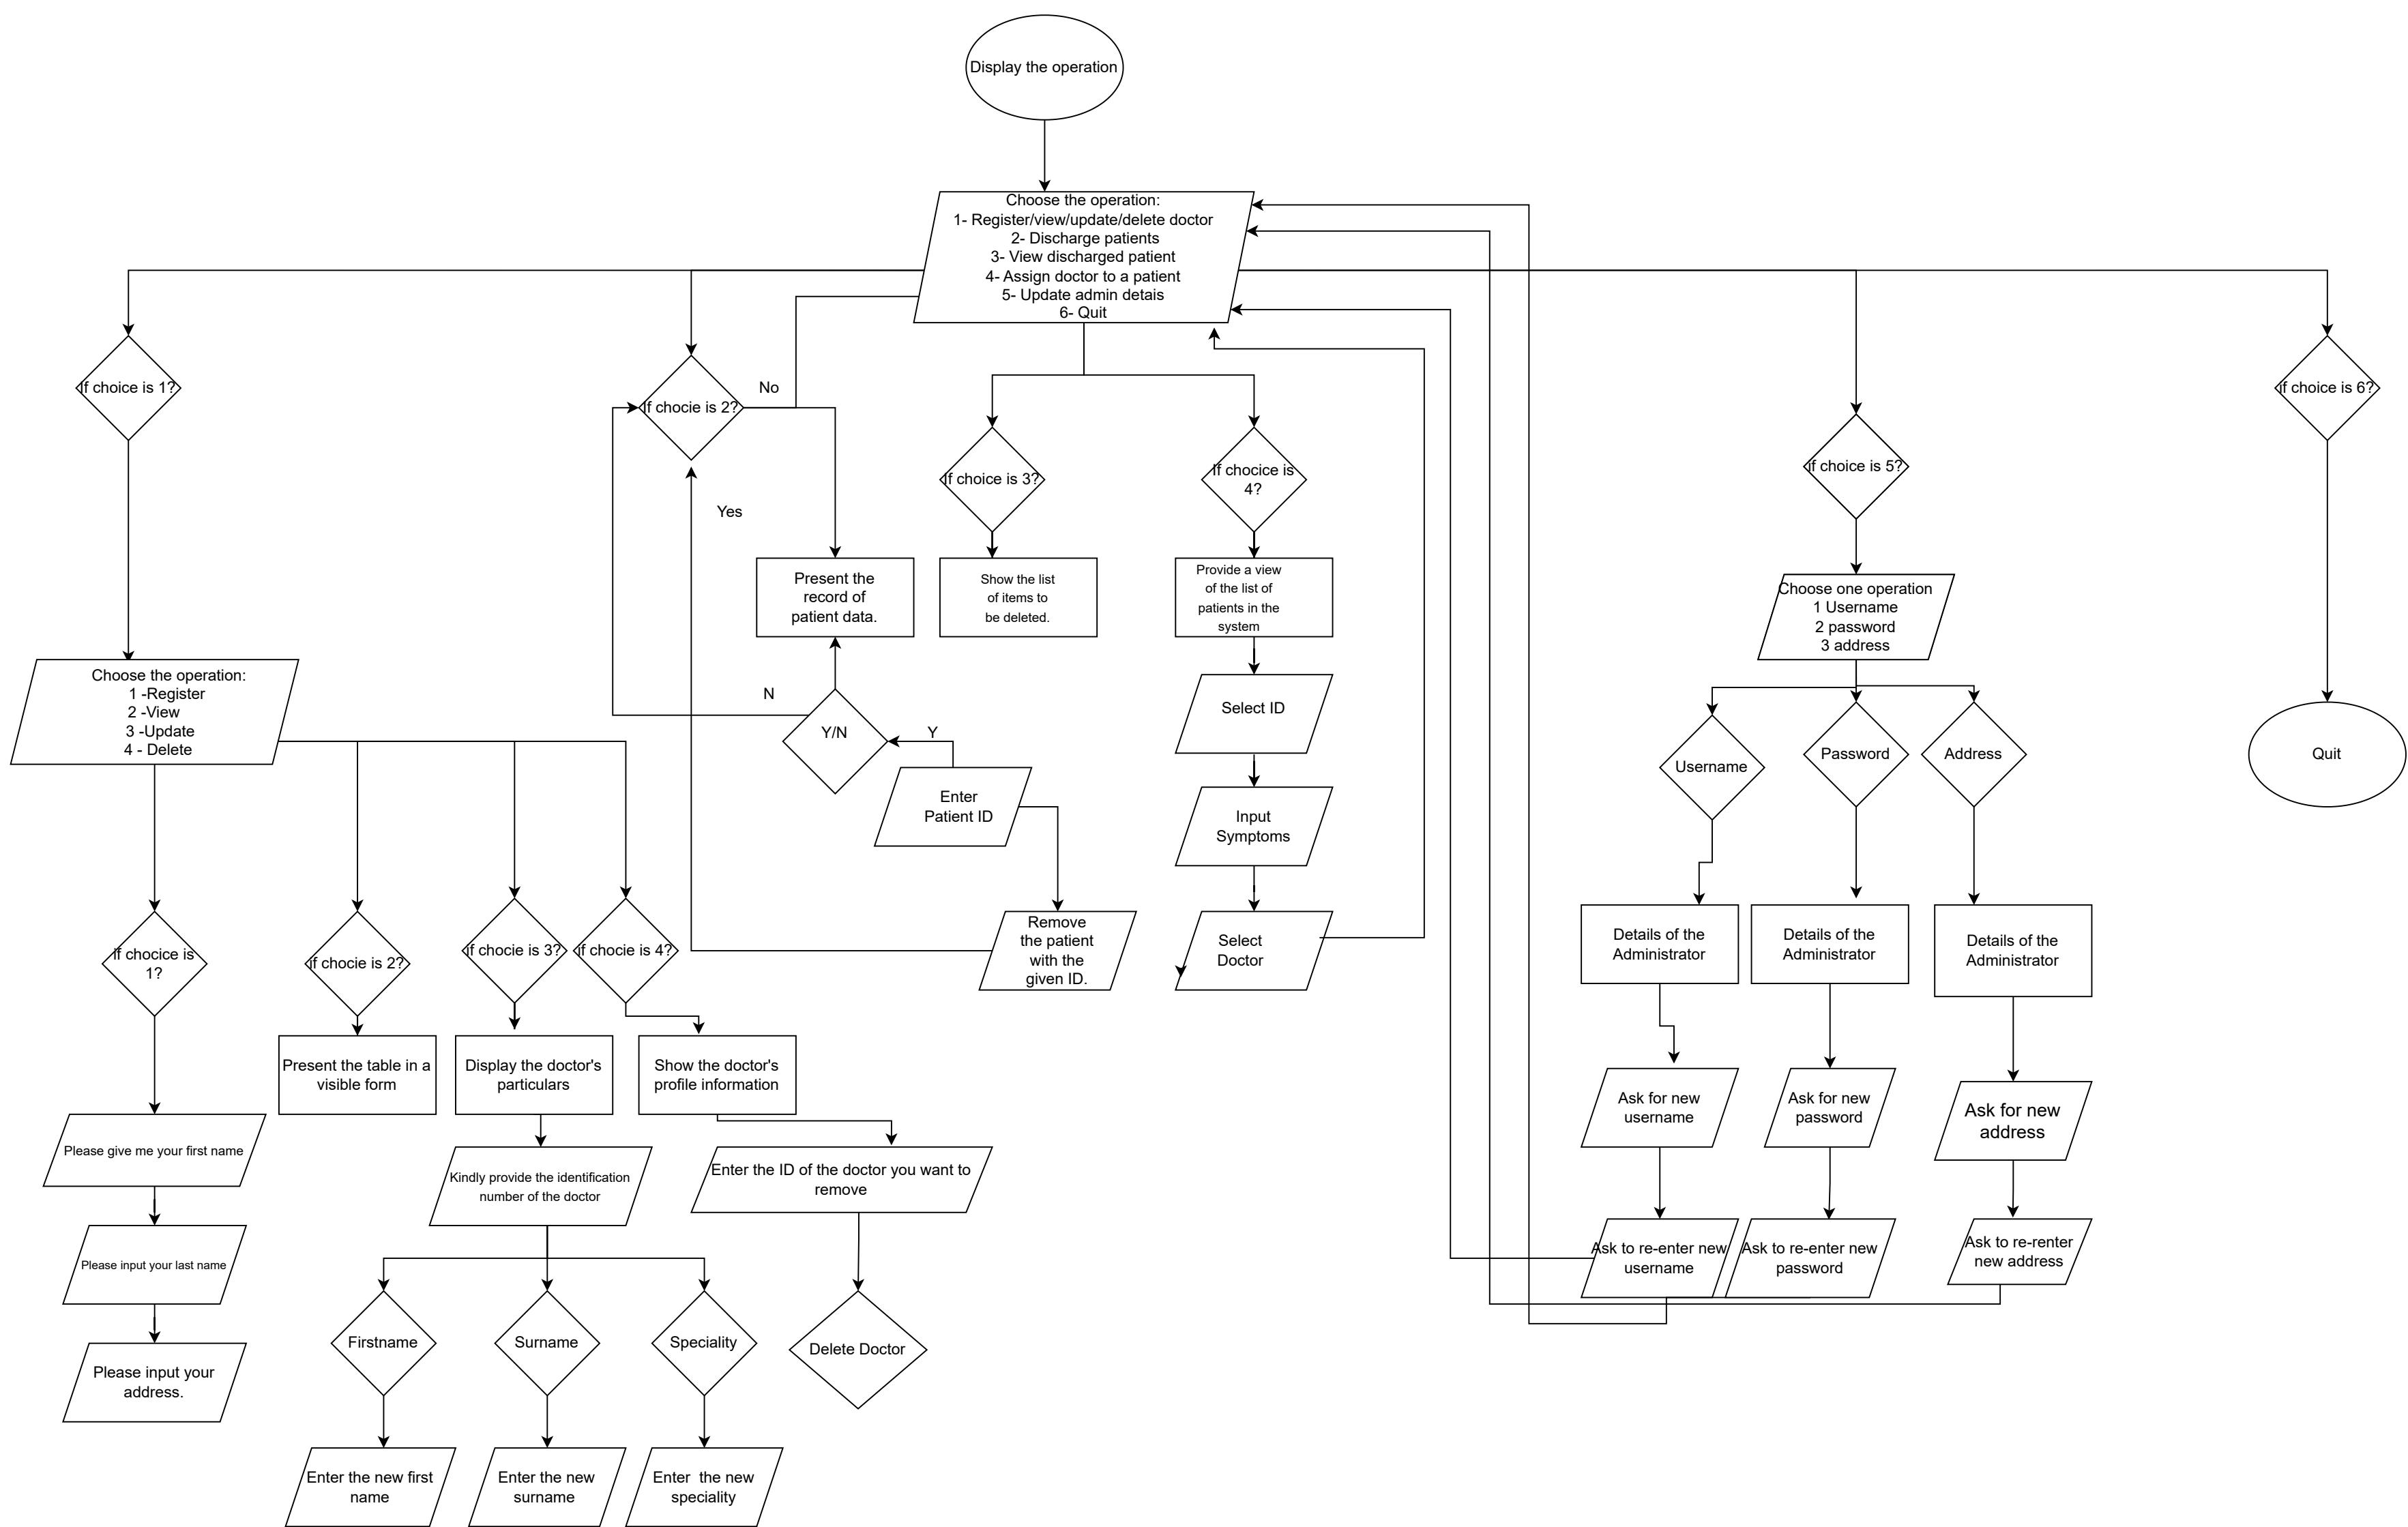 Display the operation
Choose the operation:
1- Register/view/update/delete doctor
2- Discharge patients
3- View discharged patient
4- Assign doctor to a patient
5- Update admin detais
6- Quit
If choice is 1?
If chocie is 2?
No
Yes
If choice is 3?
If chocice is
4?
if choice is 5?
if choice is 6?
Present the
record of
patient data.
Show the list
of items to
be deleted.
Provide a view
of the list of
patients in the
system
Choose one operation
1 Username
2 password
3 address
Choose the operation:
1 -Register
2 -View
3 -Update
4 - Delete
N
Y/N
Y
Select ID
Username
Password
Address
Quit
Enter
Patient ID
Input
Symptoms
Remove
the patient
with the
given ID.
Select
Doctor
Details of the
Administrator
Details of the
Administrator
Details of the
Administrator
if chocice is
1?
if chocie is 2?
if chocie is 3?
if chocie is 4?
Present the table in a
visible form
Display the doctor's
particulars
Show the doctor's
profile information
Ask for new
username
Ask for new
password
Ask for new
address
Please give me your first name
Kindly provide the identification
number of the doctor
Enter the ID of the doctor you want to
remove
Please input your last name
Ask to re-enter new
username
Ask to re-enter new
password
Ask to re-renter
new address
Firstname
Surname
Speciality
Delete Doctor
Please input your
address.
Enter the new first
name
Enter the new
surname
Enter  the new
speciality